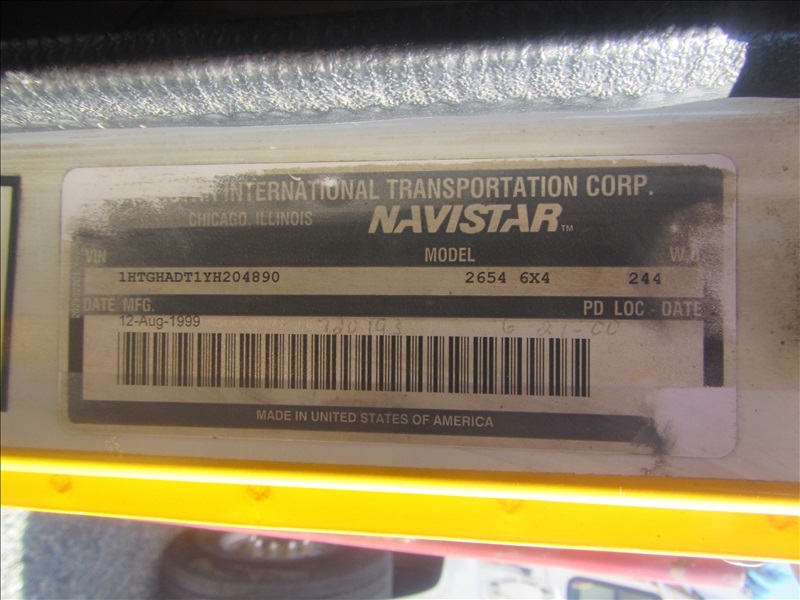 INTERNATIONAL TRANSPORTATION CORP.
CHICAGO, ILLINOIS NAVISTAR TM
VIN MODEL W.B
1HTGHADT1YH204890 2654 6X4 244
DATE MFG. PD LOC - DATE
12-Aug-1999
MADE IN UNITED STATES OF AMERICA